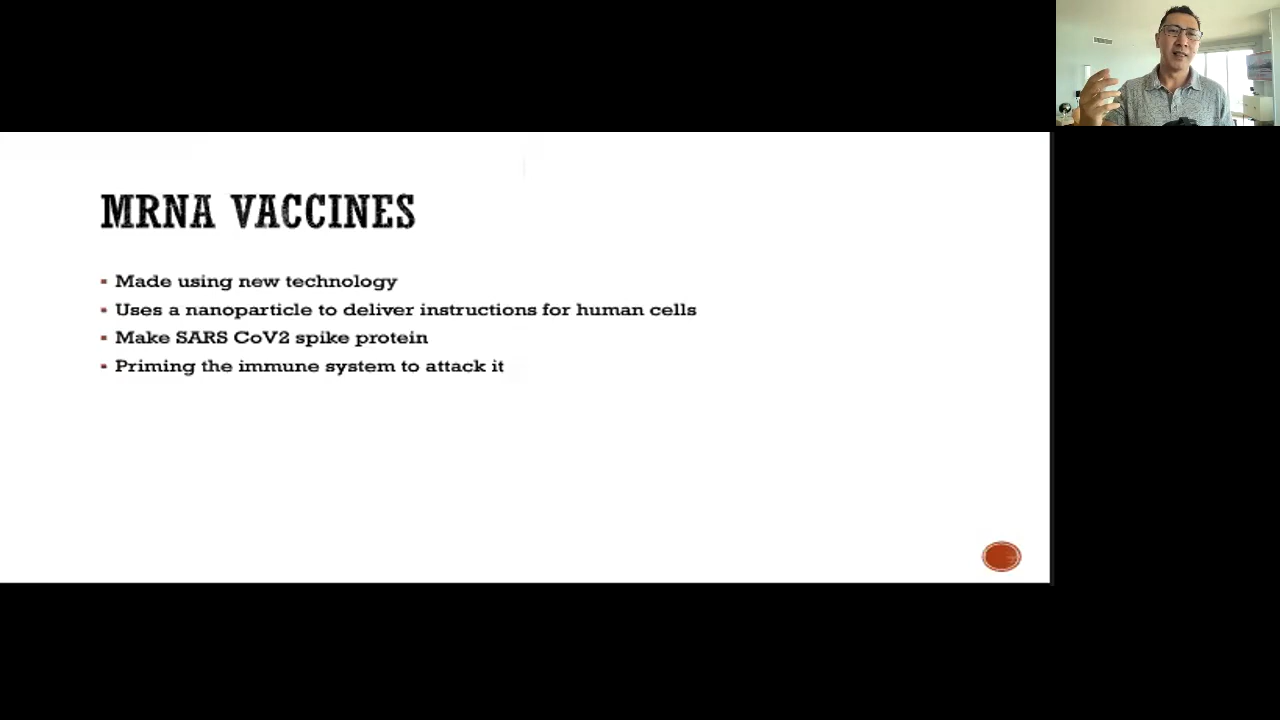 MRNA VACCINES
Made using new technology
Uses a nanoparticle to deliver instructions for human cells
Make SARS CoV2 spike protein
Priming the immune system to attack it